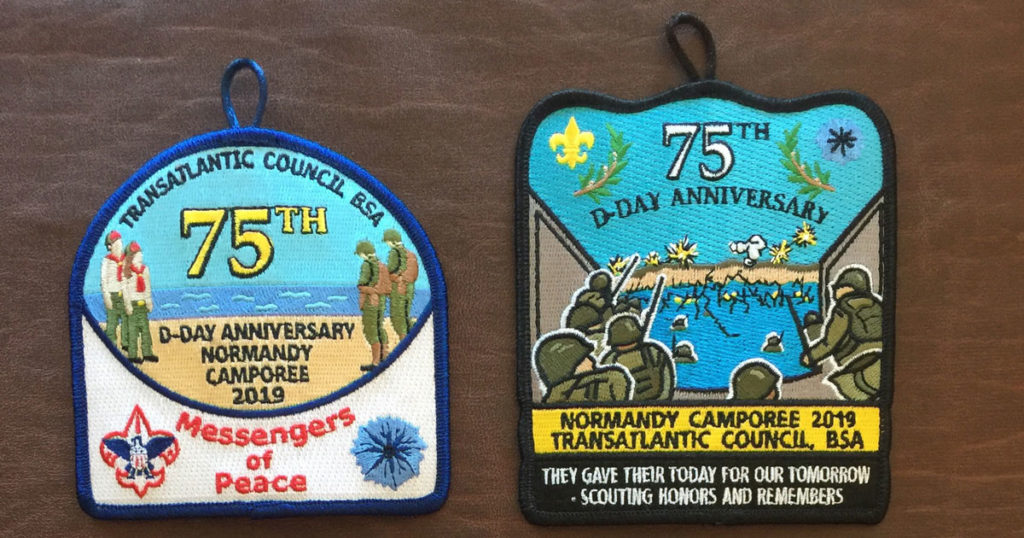 TRANSATLANTIC COUNCIL BSA
75TH
D-DAY ANNIVERSARY
NORMANDY
CAMPOREE
2019
Messengers
of
Peace
75TH
D-DAY ANNIVERSARY
NORMANDY CAMPOREE 2019
TRANSATLANTIC COUNCIL, BSA
THEY GAVE THEIR TODAY FOR OUR TOMORROW
- SCOUTING HONORS AND REMEMBERS